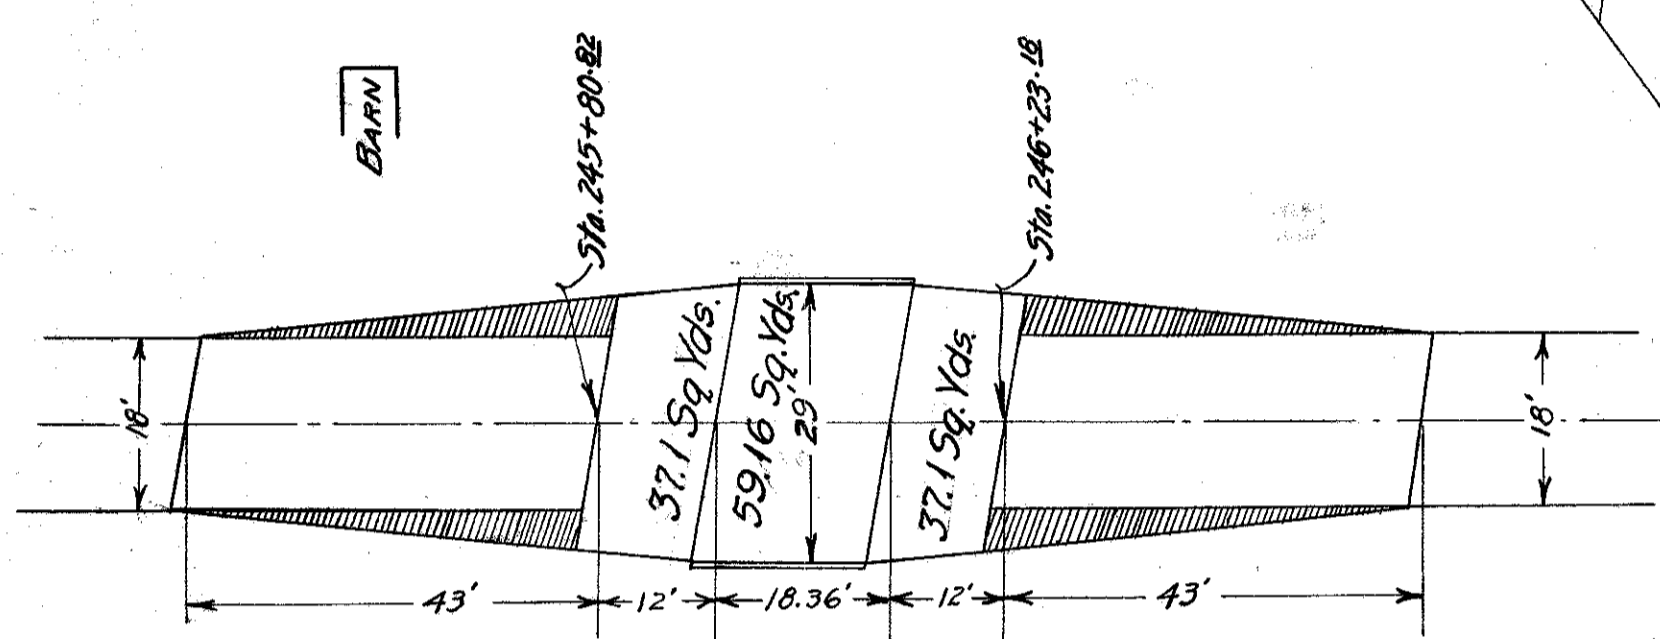 BARN
Sta. 245+80.82
Sta. 246+23.18
18'
37.1 Sq. Yds.
59.16 Sq. Yds.
29'
37.1 Sq. Yds.
18'
43'
12'
18.36'
12'
43'